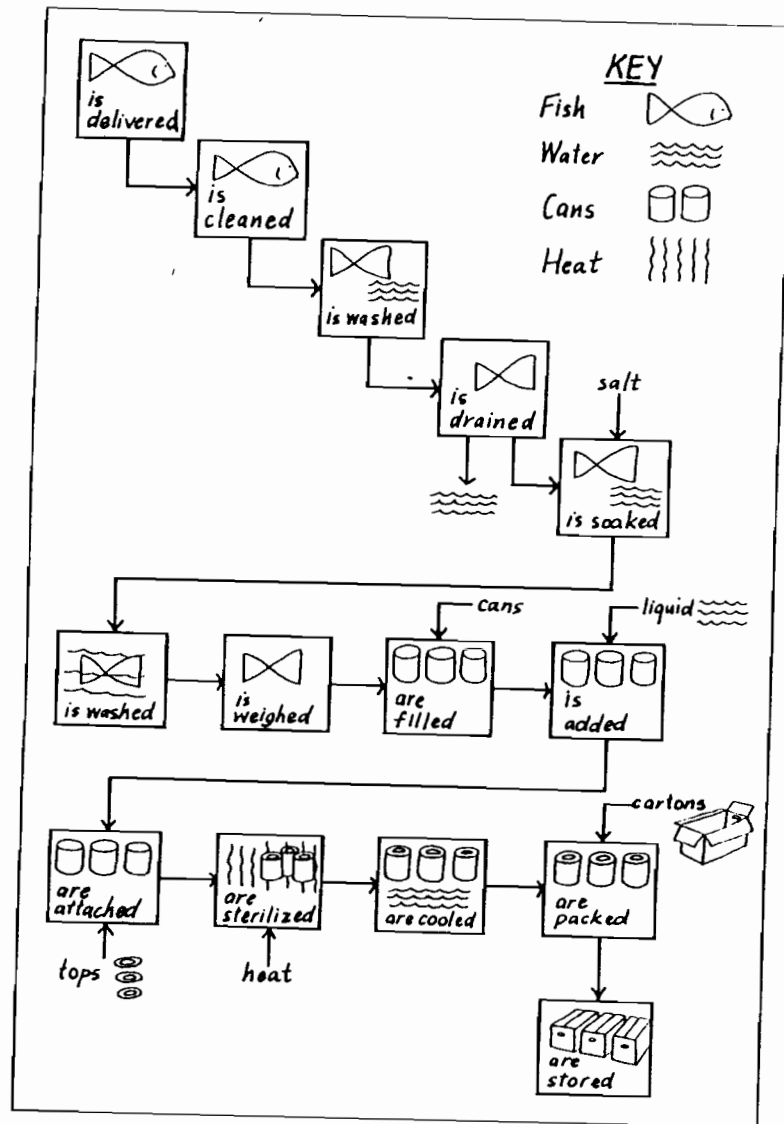 KEY
Fish
Water
Cans
Heat
is
delivered
is
cleaned
is washed
is
drained
salt
is soaked
is washed
is
weighed
cans
are
filled
liquid
is
added
are
attached
tops
are
sterilized
heat
are cooled
cartons
are
packed
are
stored